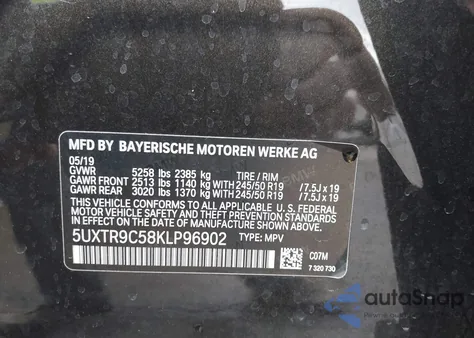 MFD BY BAYERISCHE MOTOREN WERKE AG
05/19
GVWR 5258 lbs 2385 kg TIRE / RIM
GAWR FRONT 2513 lbs 1140 kg WITH 245/50 R19 /7.5J x 19
GAWR REAR 3020 lbs 1370 kg WITH 245/50 R19 /7.5J x 19
THIS VEHICLE CONFORMS TO ALL APPLICABLE
FEDERAL MOTOR VEHICLE SAFETY STANDARDS
IN EFFECT ON THE
DATE OF MANUFACTURE SHOWN ABOVE.
5UXTR9C58KLP96902 TYPE: MPV
C07M
7 320 730
autoSnap